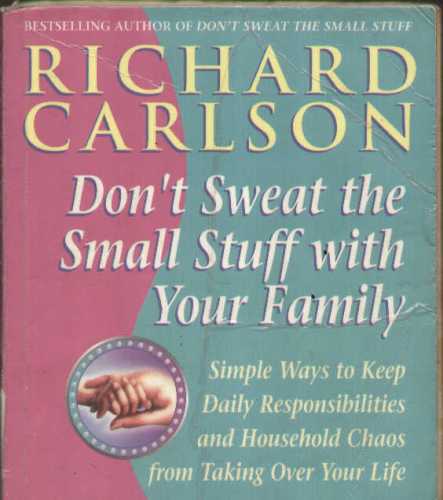 BESTSELLING AUTHOR OF DON'T SWEAT THE SMALL STUFF
RICHARD
CARLSON
Don't Sweat the
Small Stuff with
Your Family
Simple Ways to Keep
Daily Responsibilities
and Household Chaos
from Taking Over Your Life